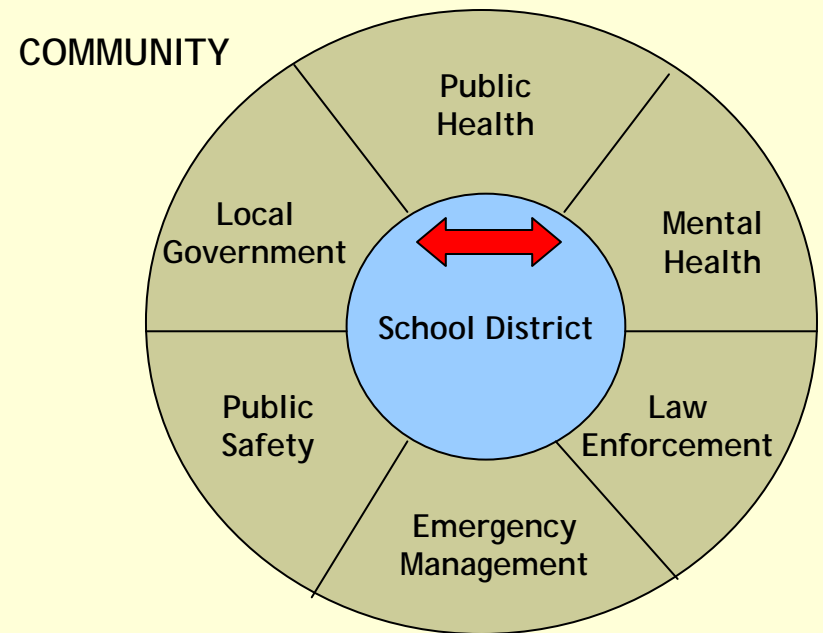 COMMUNITY
Public
Health
Local
Government
Mental
Health
School District
Public
Safety
Law
Enforcement
Emergency
Management